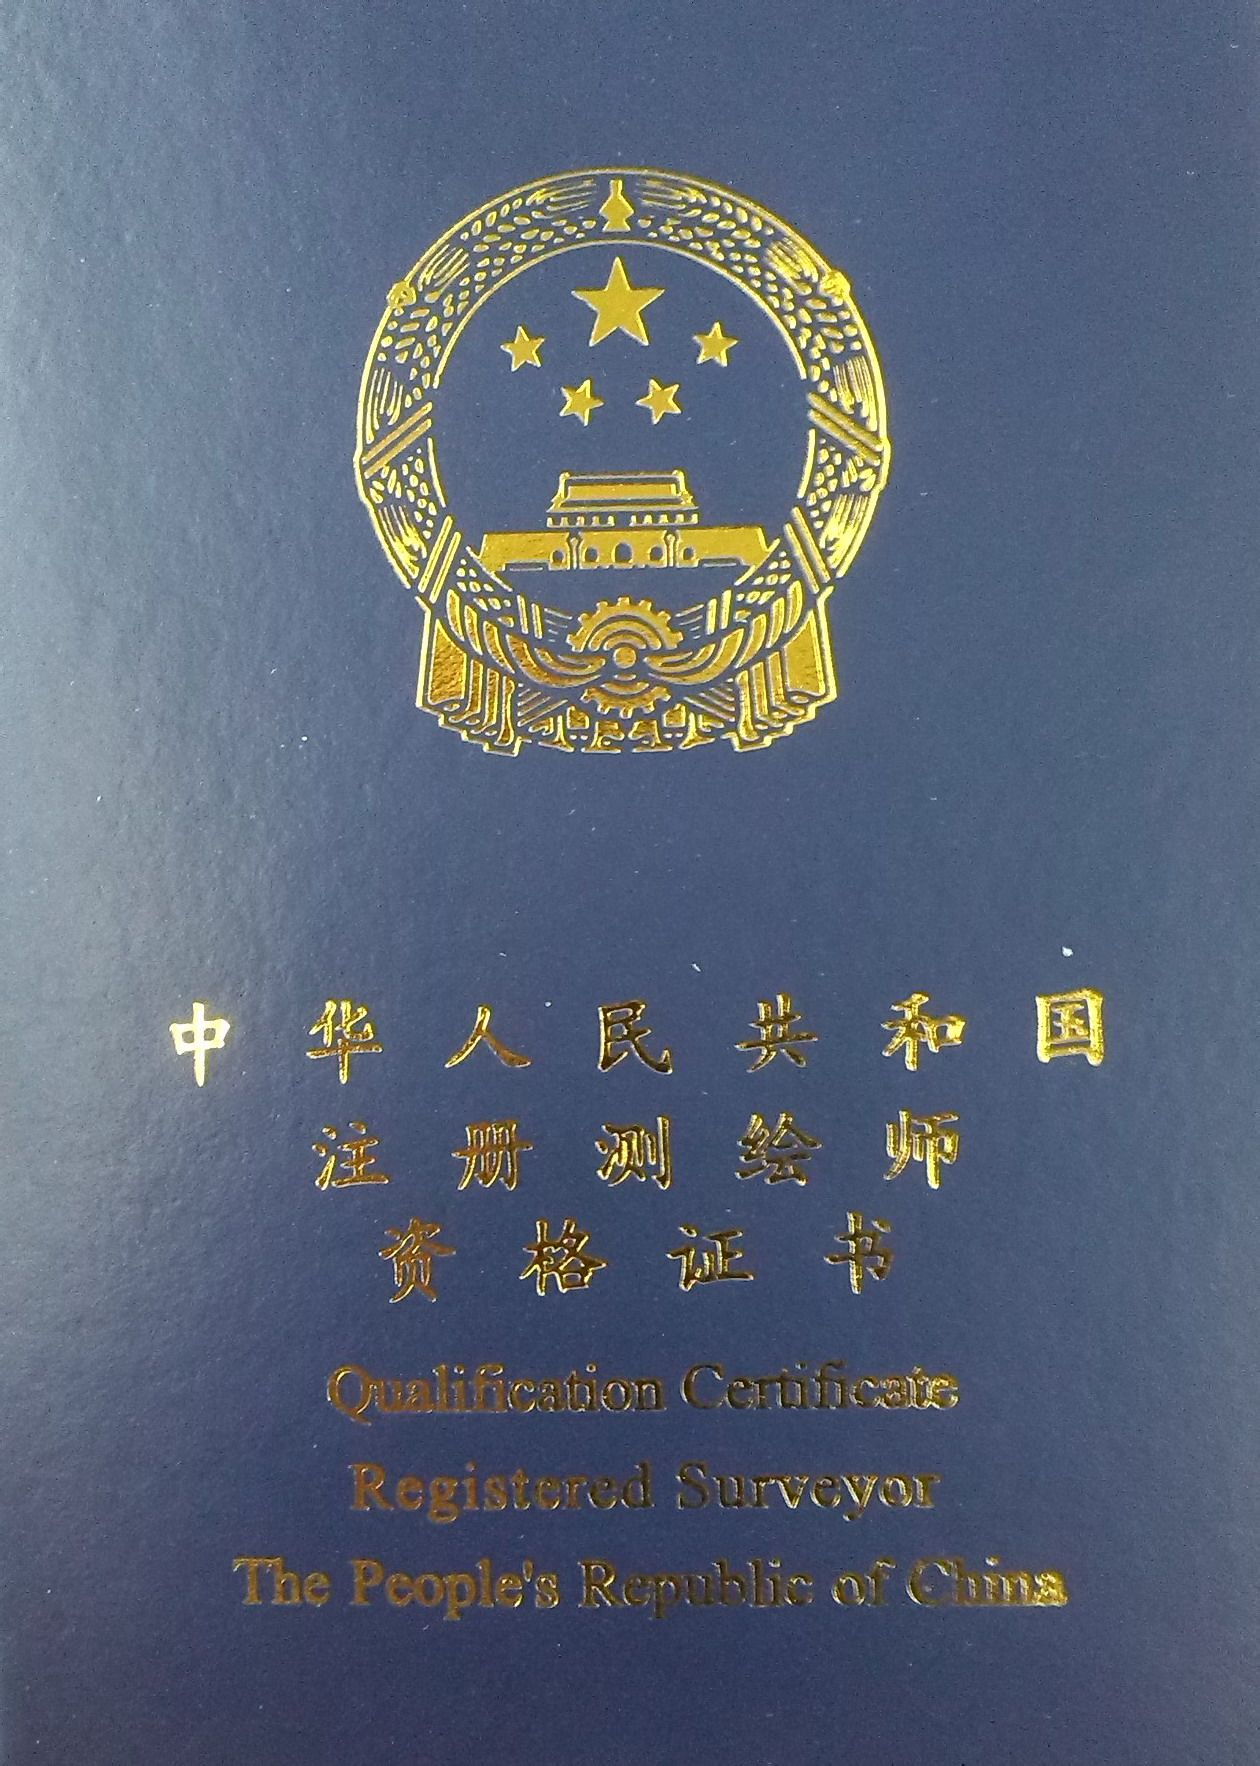 中华人民共和国
注册测绘师
资格证书
Qualification Certificate
Registered Surveyor
The People's Republic of China